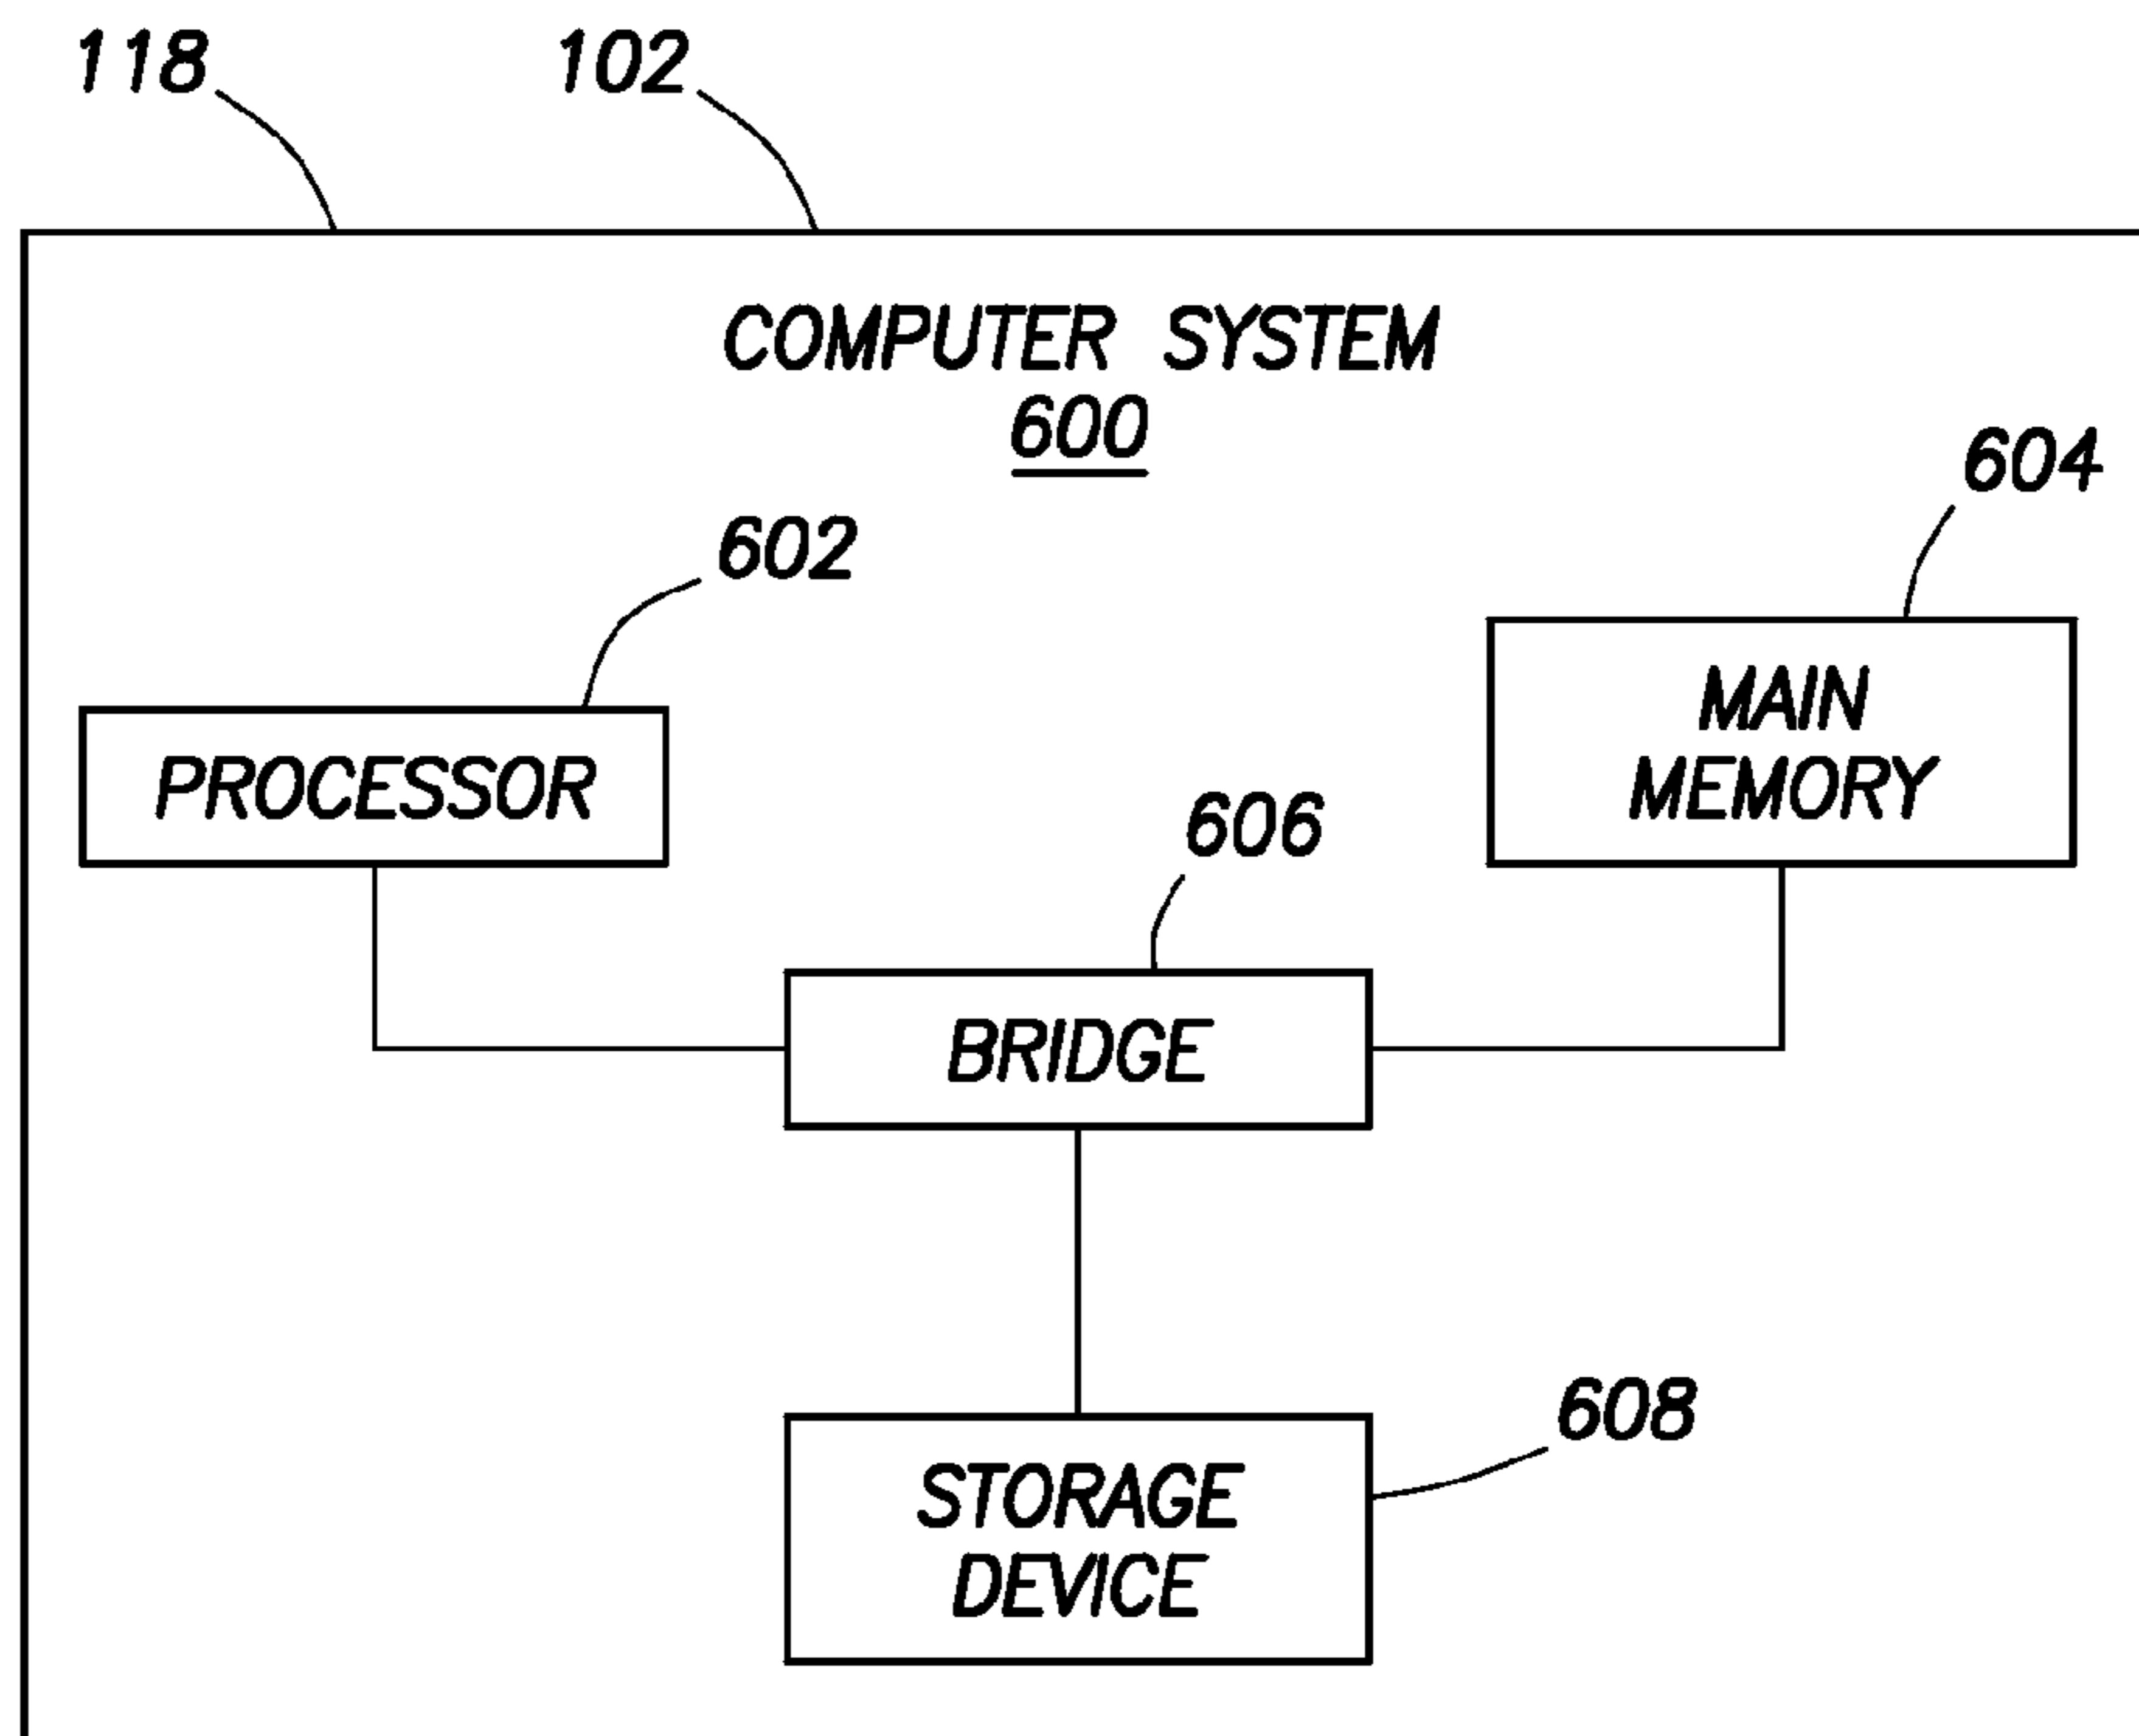 118
102
COMPUTER SYSTEM
600
604
602
MAIN
MEMORY
PROCESSOR
606
BRIDGE
608
STORAGE
DEVICE